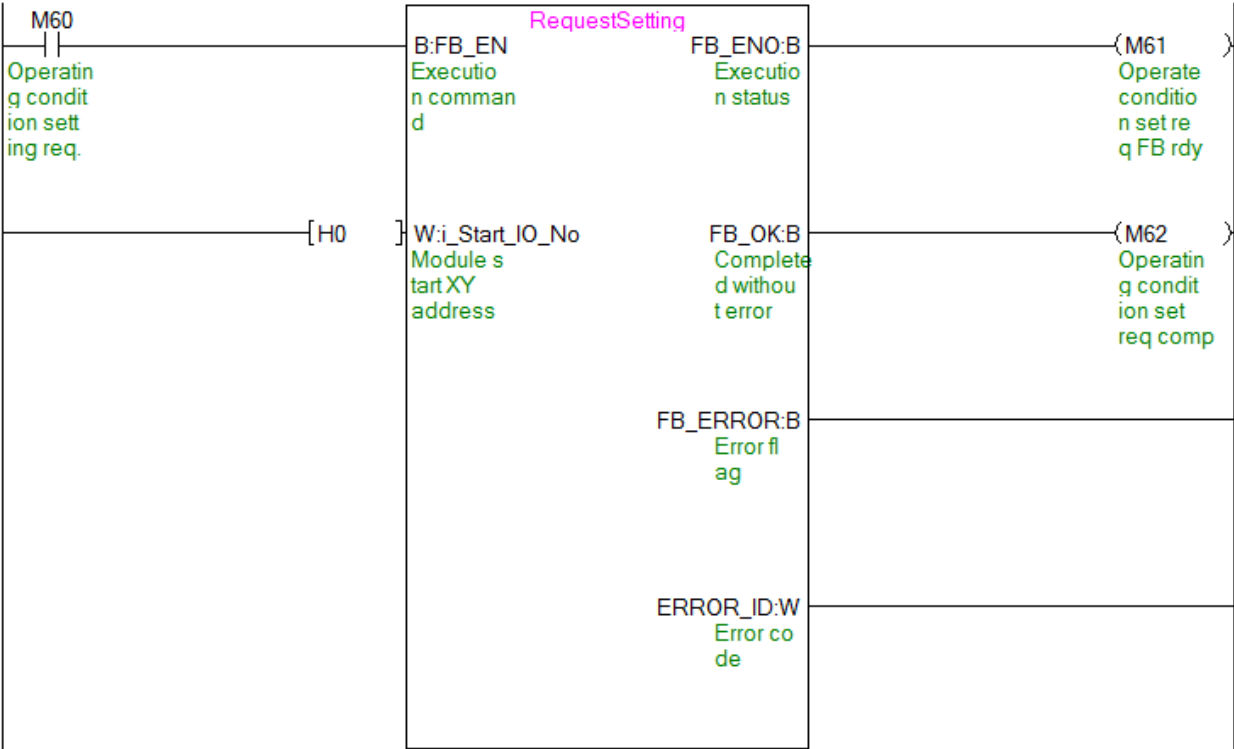 M60
RequestSetting
B:FB_EN
FB_ENO:B
M61
Operatin
g condit
ion sett
ing req.
Executio
n comman
d
Executio
n status
Operate
conditio
n set re
q FB rdy
H0
W:i_Start_IO_No
FB_OK:B
M62
Module s
tart XY
address
Complete
d withou
t error
Operatin
g condit
ion set
req comp
FB_ERROR:B
Error fl
ag
ERROR_ID:W
Error co
de